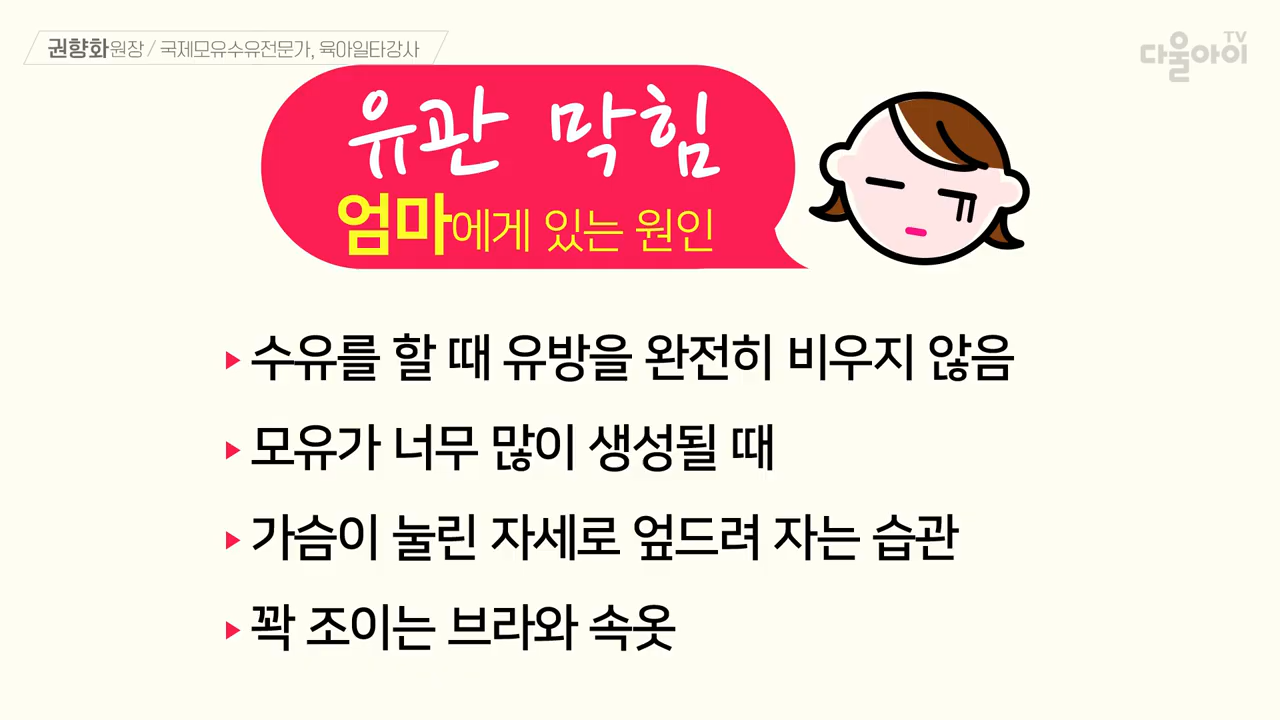 권향화원장 / 국제모유수유전문가, 육아일타강사
다울아이TV
유관 막힘
엄마에게 있는 원인
▸ 수유를 할 때 유방을 완전히 비우지 않음
▸ 모유가 너무 많이 생성될 때
▸ 가슴이 눌린 자세로 엎드려 자는 습관
▸ 꽉 조이는 브라와 속옷